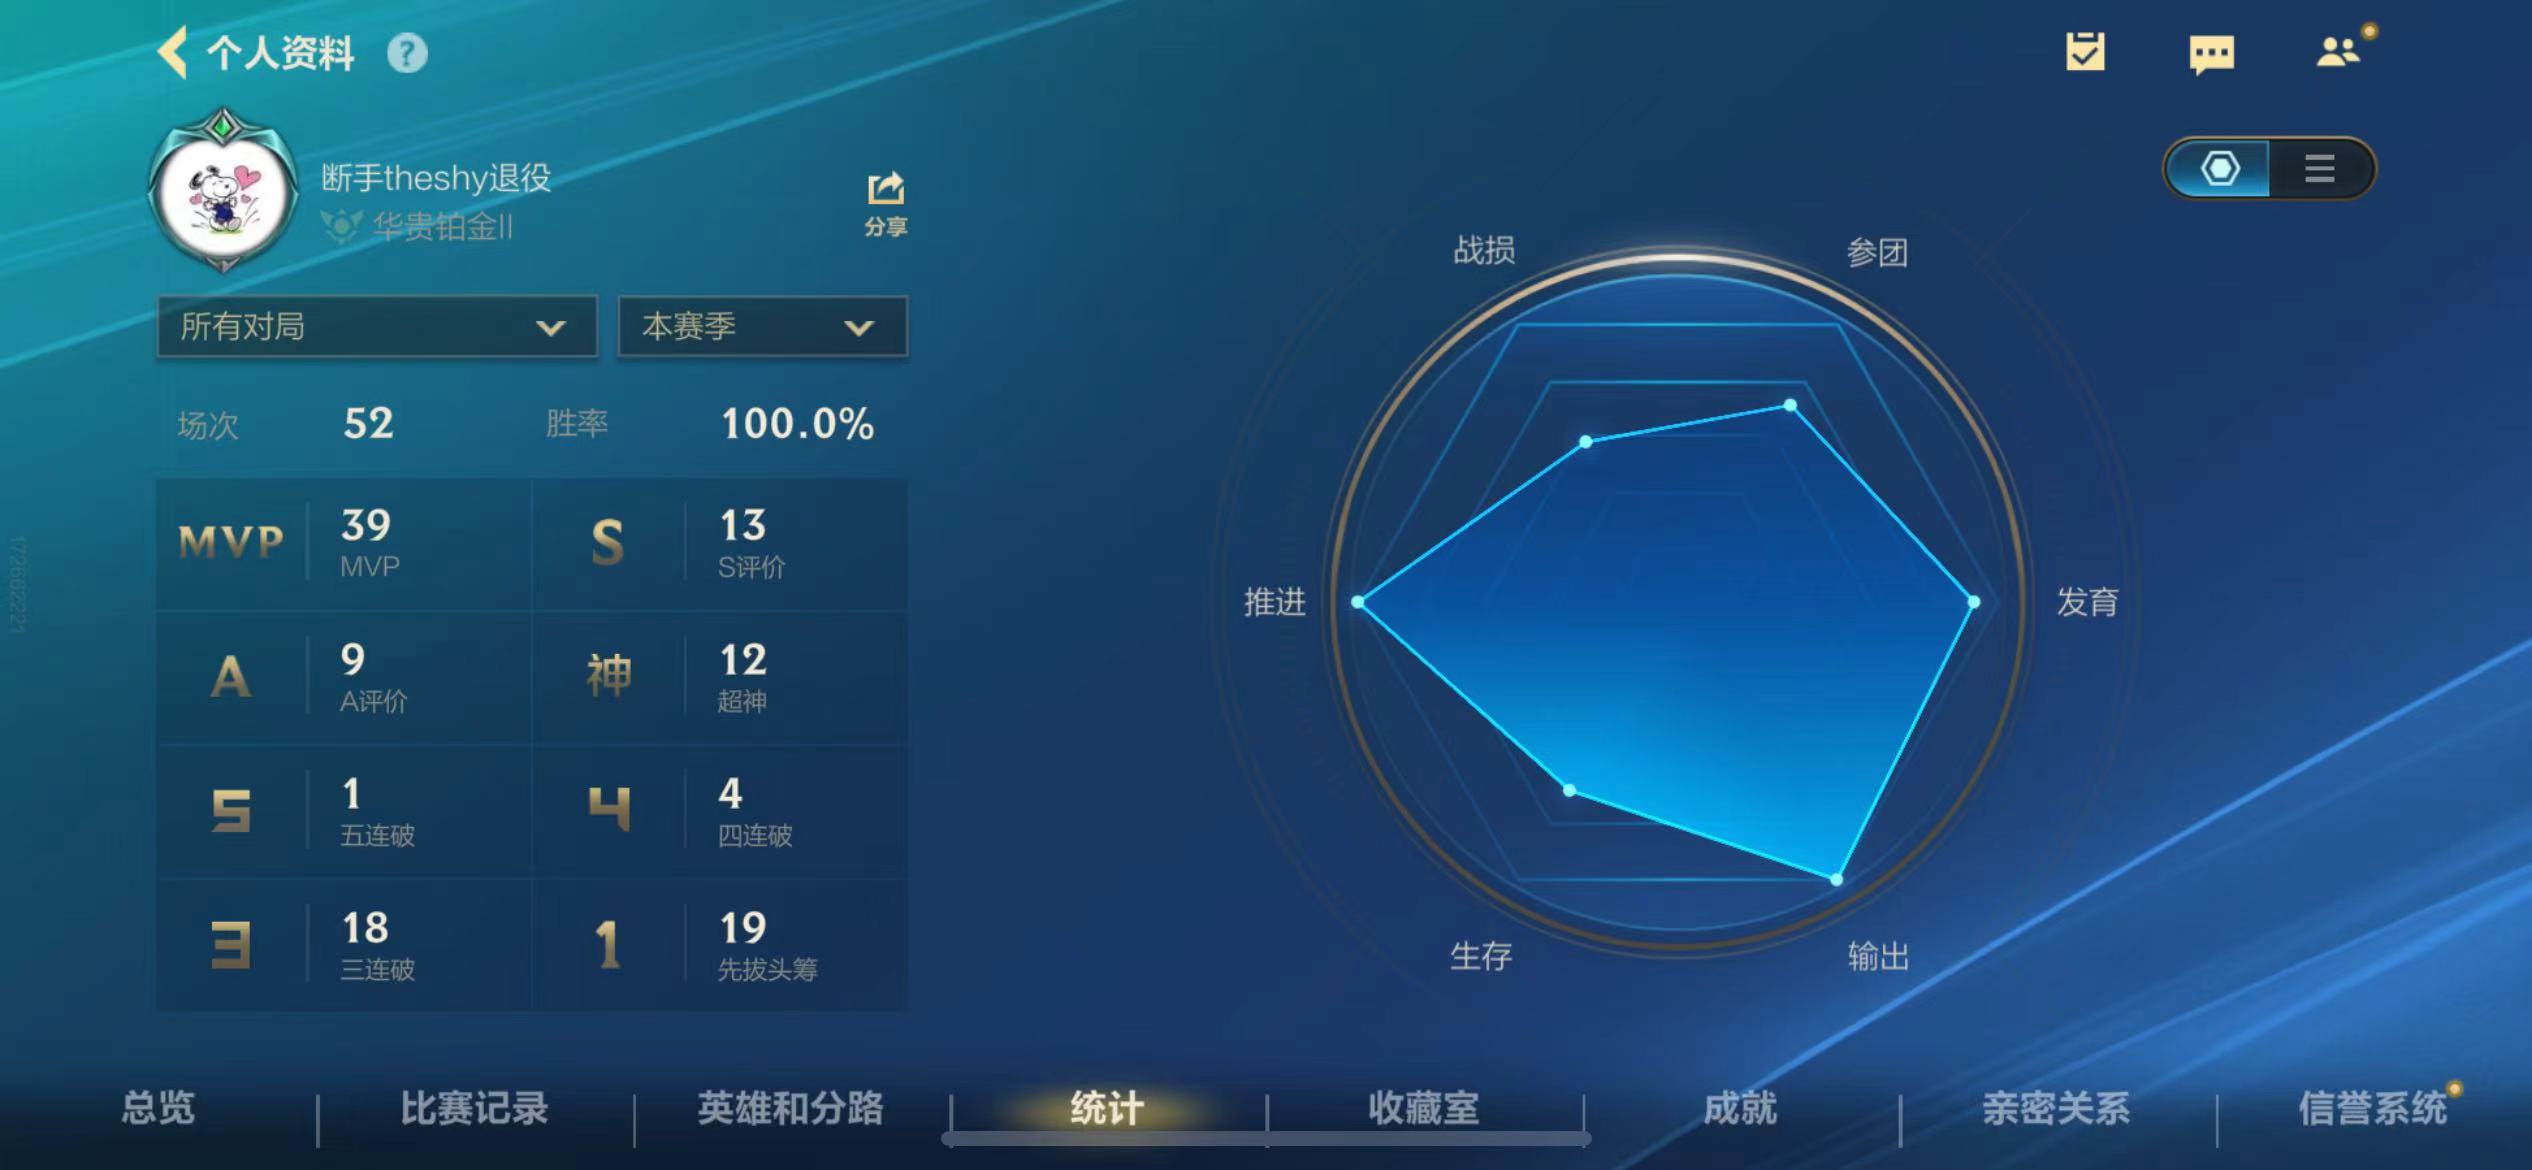 个人资料 ?
断手theshy退役
华贵铂金II
分享
所有对局
本赛季
场次 52 胜率 100.0%
MVP 39 MVP
S 13 S评价
A 9 A评价
神 12 超神
5 1 五连破
4 4 四连破
3 18 三连破
1 19 先拔头筹
战损 参团
推进 发育
生存 输出
1726622221
总览 比赛记录 英雄和分路 统计 收藏室 成就 亲密关系 信誉系统